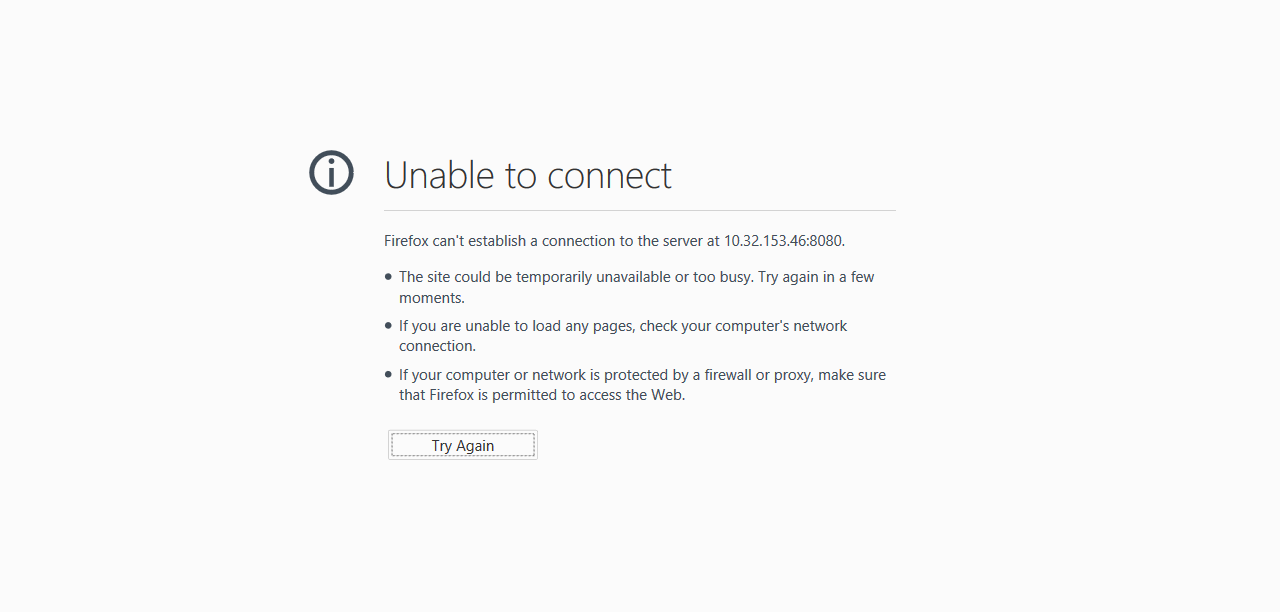 Unable to connect
Firefox can't establish a connection to the server at 10.32.153.46:8080.
The site could be temporarily unavailable or too busy. Try again in a few
moments.
If you are unable to load any pages, check your computer's network
connection.
If your computer or network is protected by a firewall or proxy, make sure
that Firefox is permitted to access the Web.
Try Again